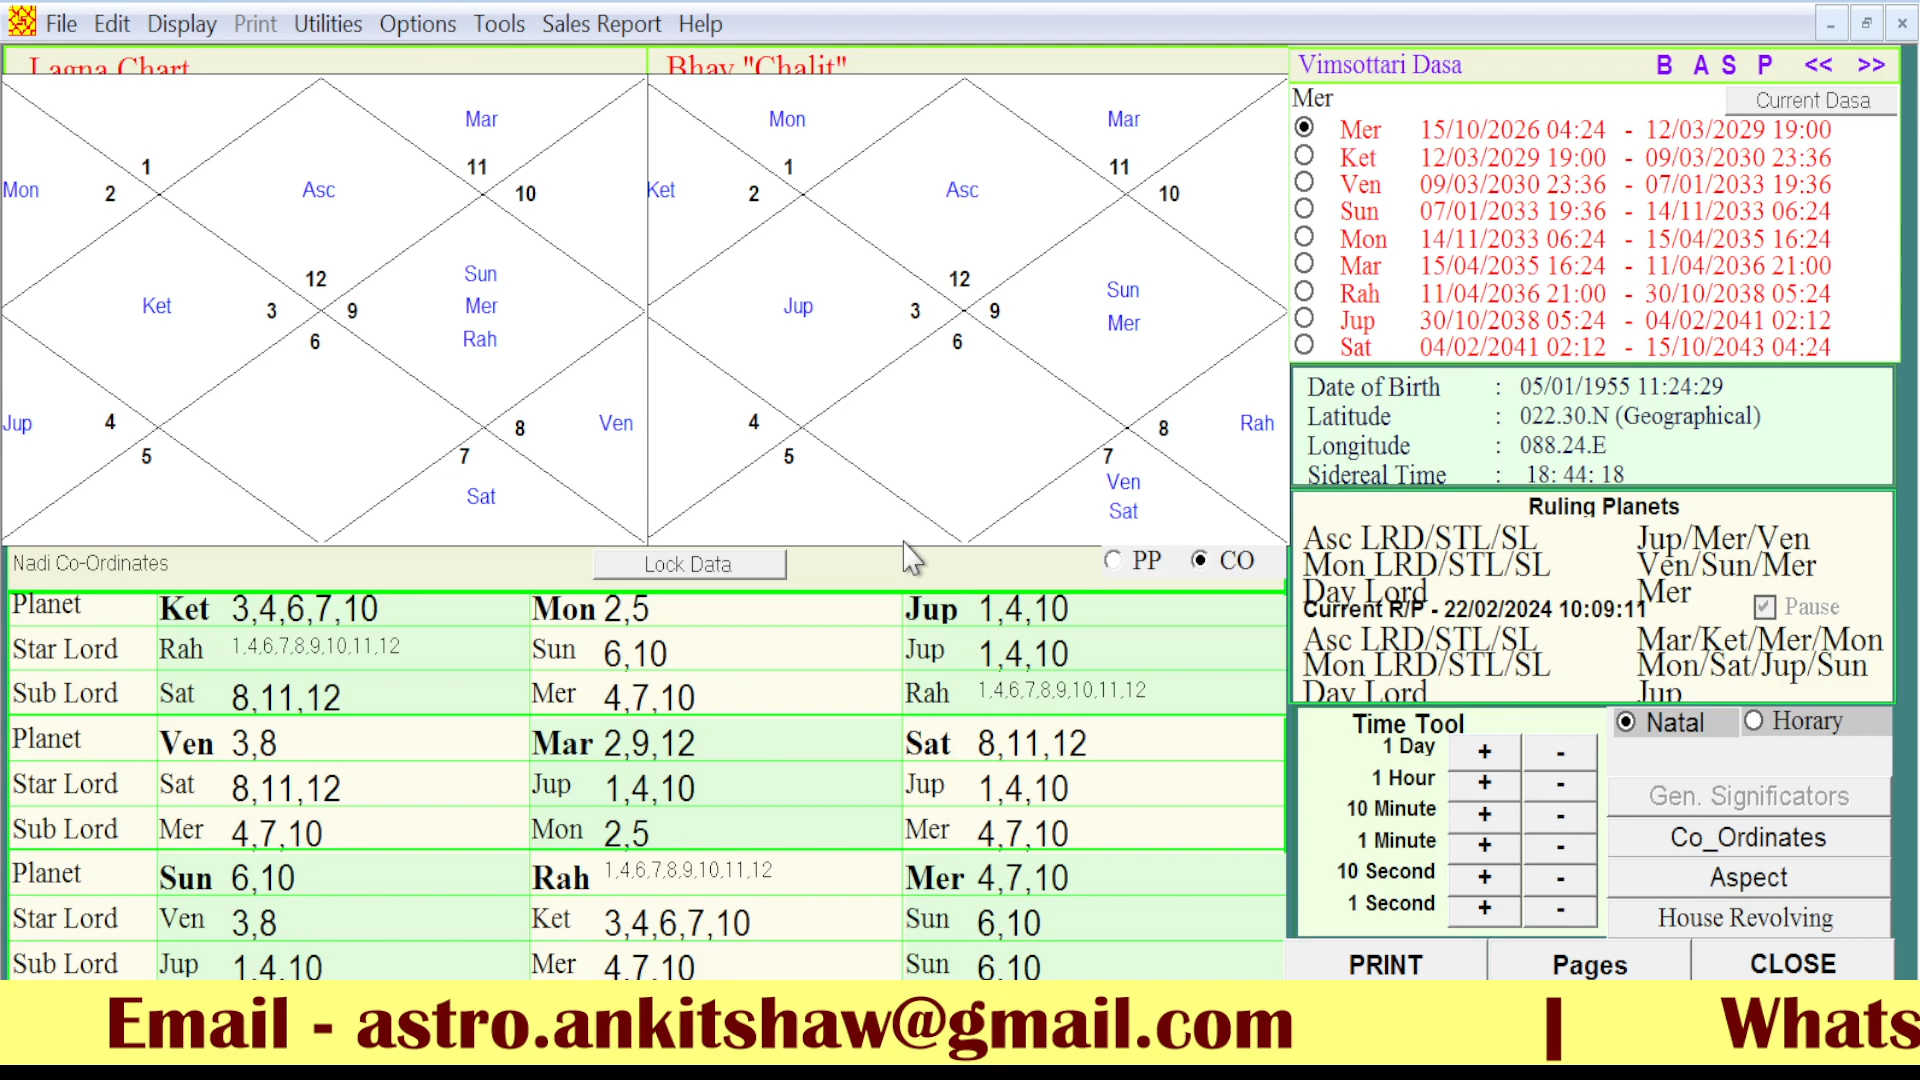 File Edit Display Print Utilities Options Tools Sales Report Help
Lagna Chart
Mar
1
11
Mon
2
Asc
10
12
Sun
Ket
3
9
Mer
6
Rah
Jup
4
8
Ven
5
7
Sat
Bhav "Chalit"
Mon
Mar
1
11
Ket
2
Asc
10
12
Sun
Jup
3
9
Mer
6
4
8
Rah
5
7
Ven
Sat
Vimsottari Dasa B A S P << >>
Mer Current Dasa
Mer 15/10/2026 04:24 - 12/03/2029 19:00
Ket 12/03/2029 19:00 - 09/03/2030 23:36
Ven 09/03/2030 23:36 - 07/01/2033 19:36
Sun 07/01/2033 19:36 - 14/11/2033 06:24
Mon 14/11/2033 06:24 - 15/04/2035 16:24
Mar 15/04/2035 16:24 - 11/04/2036 21:00
Rah 11/04/2036 21:00 - 30/10/2038 05:24
Jup 30/10/2038 05:24 - 04/02/2041 02:12
Sat 04/02/2041 02:12 - 15/10/2043 04:24
Date of Birth : 05/01/1955 11:24:29
Latitude : 022.30.N (Geographical)
Longitude : 088.24.E
Sidereal Time : 18: 44: 18
Ruling Planets
Asc LRD/STL/SL Jup/Mer/Ven
Mon LRD/STL/SL Ven/Sun/Mer
Day Lord Mer
Current R/P - 22/02/2024 10:09:11 Pause
Asc LRD/STL/SL Mar/Ket/Mer/Mon
Mon LRD/STL/SL Mon/Sat/Jup/Sun
Day Lord Jup
Nadi Co-Ordinates Lock Data PP CO
Planet Ket 3,4,6,7,10 Mon 2,5 Jup 1,4,10
Star Lord Rah 1,4,6,7,8,9,10,11,12 Sun 6,10 Jup 1,4,10
Sub Lord Sat 8,11,12 Mer 4,7,10 Rah 1,4,6,7,8,9,10,11,12
Planet Ven 3,8 Mar 2,9,12 Sat 8,11,12
Star Lord Sat 8,11,12 Jup 1,4,10 Jup 1,4,10
Sub Lord Mer 4,7,10 Mon 2,5 Mer 4,7,10
Planet Sun 6,10 Rah 1,4,6,7,8,9,10,11,12 Mer 4,7,10
Star Lord Ven 3,8 Ket 3,4,6,7,10 Sun 6,10
Sub Lord Jup 1,4,10 Mer 4,7,10 Sun 6,10
Time Tool
1 Day + -
1 Hour + -
10 Minute + -
1 Minute + -
10 Second + -
1 Second + -
Natal Horary
Gen. Significators
Co_Ordinates
Aspect
House Revolving
PRINT Pages CLOSE
Email - astro.ankitshaw@gmail.com | Whats